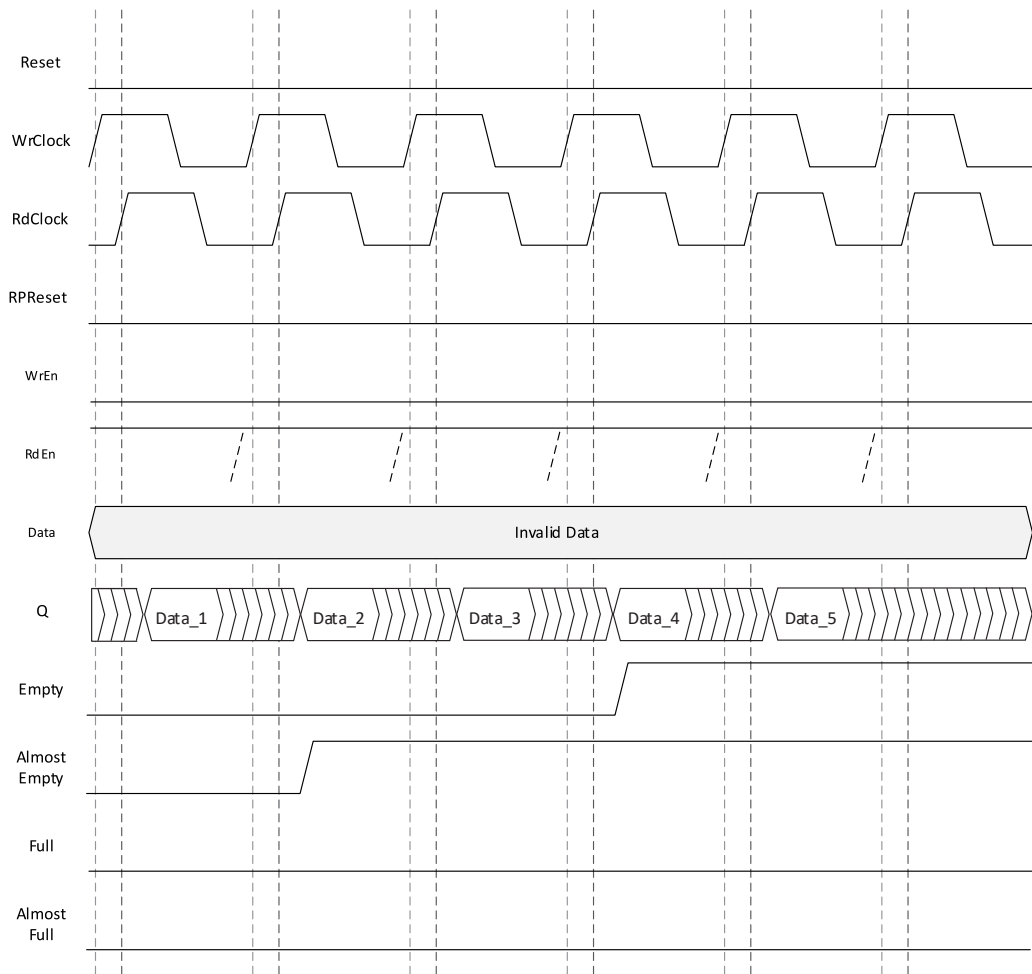 Reset
WrClock
RdClock
RPReset
WrEn
RdEn
Data
Invalid Data
Q
Data_1
Data_2
Data_3
Data_4
Data_5
Empty
Almost
Empty
Full
Almost
Full